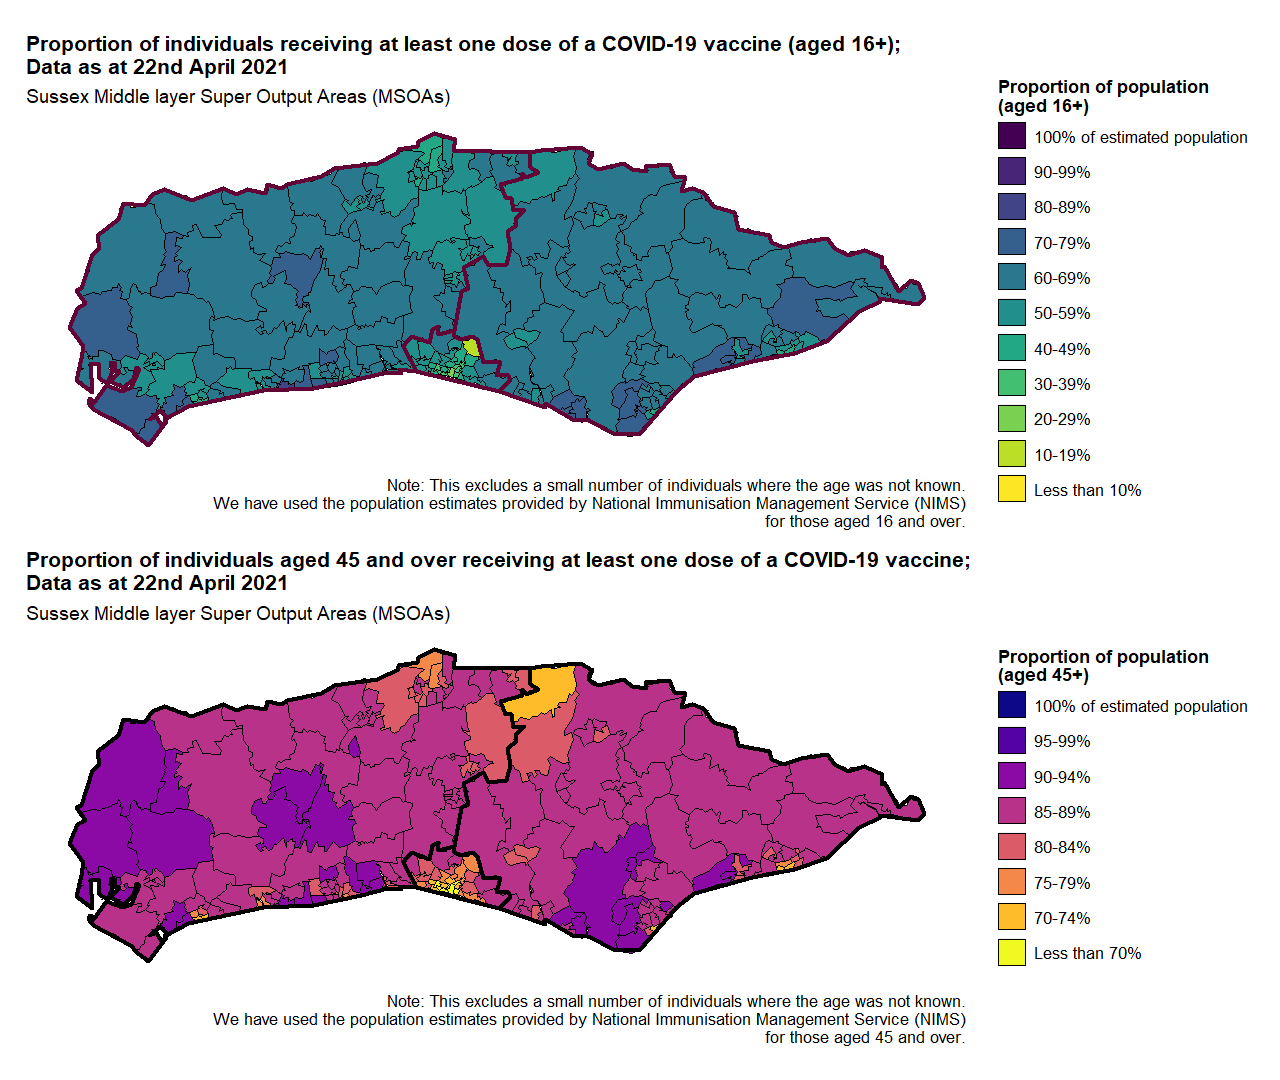 Proportion of individuals receiving at least one dose of a COVID-19 vaccine (aged 16+);
Data as at 22nd April 2021
Sussex Middle layer Super Output Areas (MSOAs)
Proportion of population
(aged 16+)
100% of estimated population
90-99%
80-89%
70-79%
60-69%
50-59%
40-49%
30-39%
20-29%
10-19%
Less than 10%
Note: This excludes a small number of individuals where the age was not known.
We have used the population estimates provided by National Immunisation Management Service (NIMS)
for those aged 16 and over.
Proportion of individuals aged 45 and over receiving at least one dose of a COVID-19 vaccine;
Data as at 22nd April 2021
Sussex Middle layer Super Output Areas (MSOAs)
Proportion of population
(aged 45+)
100% of estimated population
95-99%
90-94%
85-89%
80-84%
75-79%
70-74%
Less than 70%
Note: This excludes a small number of individuals where the age was not known.
We have used the population estimates provided by National Immunisation Management Service (NIMS)
for those aged 45 and over.